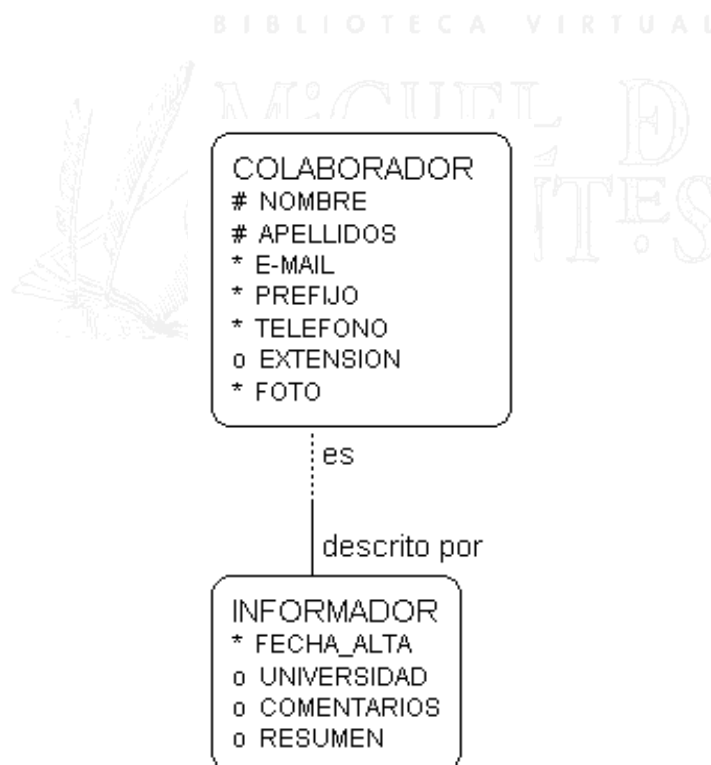 BIBLIOTECA VIRTUAL
COLABORADOR
# NOMBRE
# APELLIDOS
* E-MAIL
* PREFIJO
* TELEFONO
o EXTENSION
* FOTO
es
descrito por
INFORMADOR
* FECHA_ALTA
o UNIVERSIDAD
o COMENTARIOS
o RESUMEN